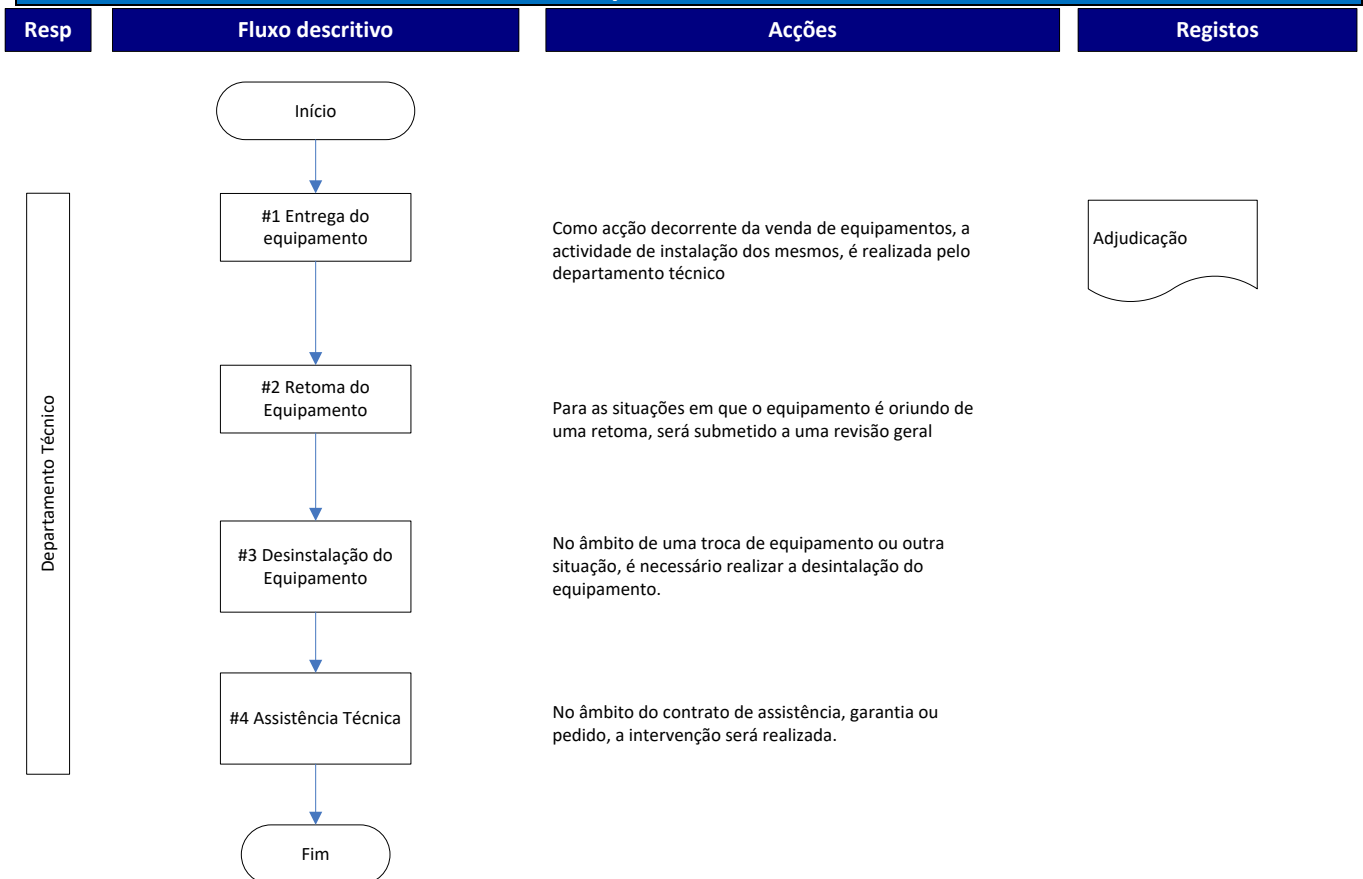 Resp
Fluxo descritivo
Acções
Registos
Início
#1 Entrega do
equipamento
Como acção decorrente da venda de equipamentos, a
actividade de instalação dos mesmos, é realizada pelo
departamento técnico
Adjudicação
Departamento Técnico
#2 Retoma do
Equipamento
Para as situações em que o equipamento é oriundo de
uma retoma, será submetido a uma revisão geral
#3 Desinstalação do
Equipamento
No âmbito de uma troca de equipamento ou outra
situação, é necessário realizar a desintalação do
equipamento.
#4 Assistência Técnica
No âmbito do contrato de assistência, garantia ou
pedido, a intervenção será realizada.
Fim